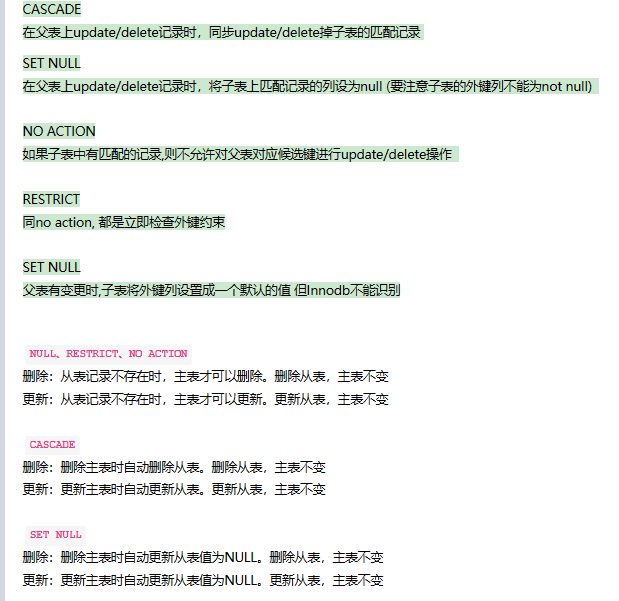 CASCADE
在父表上update/delete记录时，同步update/delete掉子表的匹配记录
SET NULL
在父表上update/delete记录时，将子表上匹配记录的列设为null (要注意子表的外键列不能为not null)
NO ACTION
如果子表中有匹配的记录,则不允许对父表对应候选键进行update/delete操作
RESTRICT
同no action, 都是立即检查外键约束
SET NULL
父表有变更时,子表将外键列设置成一个默认的值 但Innodb不能识别
NULL、RESTRICT、NO ACTION
删除：从表记录不存在时，主表才可以删除。删除从表，主表不变
更新：从表记录不存在时，主表才可以更新。更新从表，主表不变
CASCADE
删除：删除主表时自动删除从表。删除从表，主表不变
更新：更新主表时自动更新从表。更新从表，主表不变
SET NULL
删除：删除主表时自动更新从表值为NULL。删除从表，主表不变
更新：更新主表时自动更新从表值为NULL。更新从表，主表不变